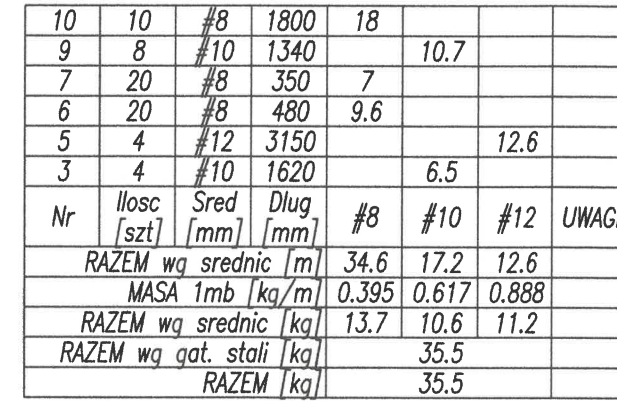 10 10 #8 1800 18
9 8 #10 1340 10.7
7 20 #8 350 7
6 20 #8 480 9.6
5 4 #12 3150 12.6
3 4 #10 1620 6.5
Nr Ilosc [szt] Sred [mm] Dlug [mm] #8 #10 #12 UWAGI
RAZEM wg srednic [m] 34.6 17.2 12.6
MASA 1mb [kg/m] 0.395 0.617 0.888
RAZEM wg srednic [kg] 13.7 10.6 11.2
RAZEM wg gat. stali [kg] 35.5
RAZEM [kg] 35.5